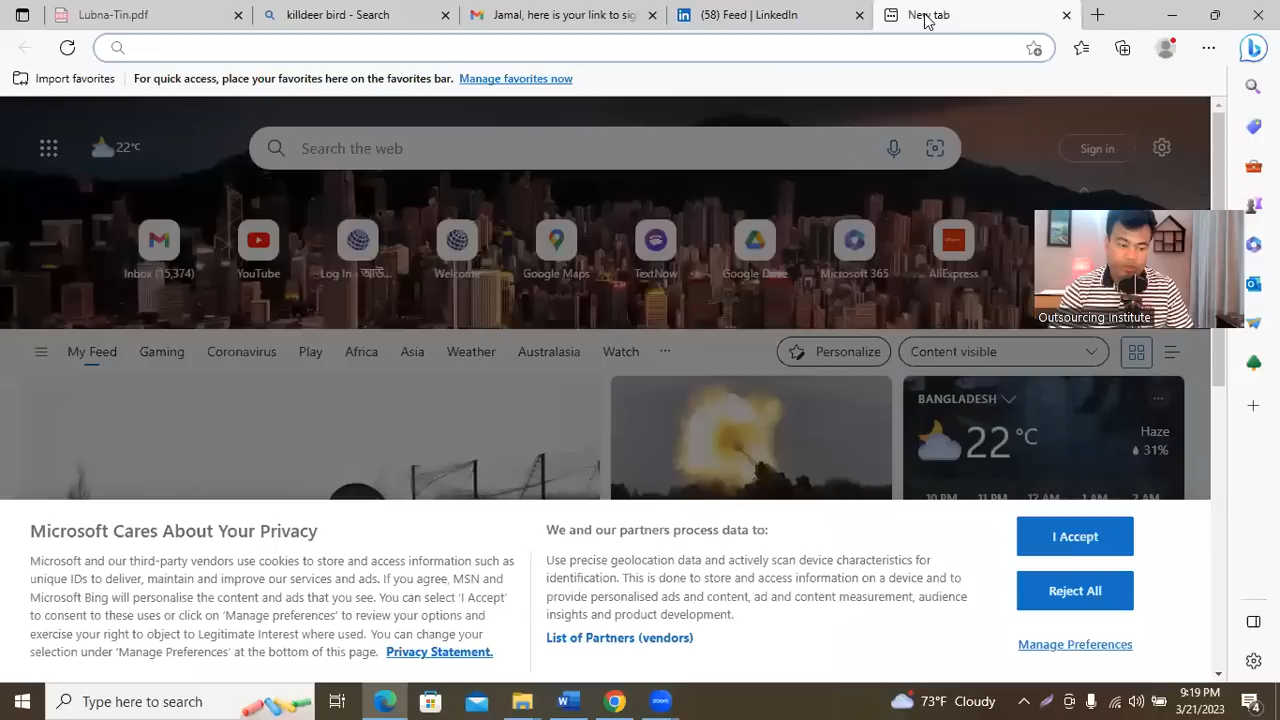 Lubna-Tin.pdf
killdeer bird - Search
Jamal, here is your link to sig
(58) Feed | LinkedIn
New tab
Import favorites
For quick access, place your favorites here on the favorites bar. Manage favorites now
22°C
Search the web
Sign in
Inbox (15,374)
YouTube
Log In
Welcome
Google Maps
TextNow
Google Drive
Microsoft 365
AliExpress
Outsourcing Institute
My Feed
Gaming
Coronavirus
Play
Africa
Asia
Weather
Australasia
Watch
Personalize
Content visible
BANGLADESH
22°C
Haze
31%
10 PM 11 PM 12 AM 1 AM 2 AM
Microsoft Cares About Your Privacy
Microsoft and our third-party vendors use cookies to store and access information such as
unique IDs to deliver, maintain and improve our services and ads. If you agree, MSN and
Microsoft Bing will personalise the content and ads that you see. You can select 'I Accept'
to consent to these uses or click on 'Manage preferences' to review your options and
exercise your right to object to Legitimate Interest where used. You can change your
selection under 'Manage Preferences' at the bottom of this page. Privacy Statement.
We and our partners process data to:
Use precise geolocation data and actively scan device characteristics for
identification. This is done to store and access information on a device and to
provide personalised ads and content, ad and content measurement, audience
insights and product development.
List of Partners (vendors)
I Accept
Reject All
Manage Preferences
Type here to search
73°F Cloudy
9:19 PM
3/21/2023
4